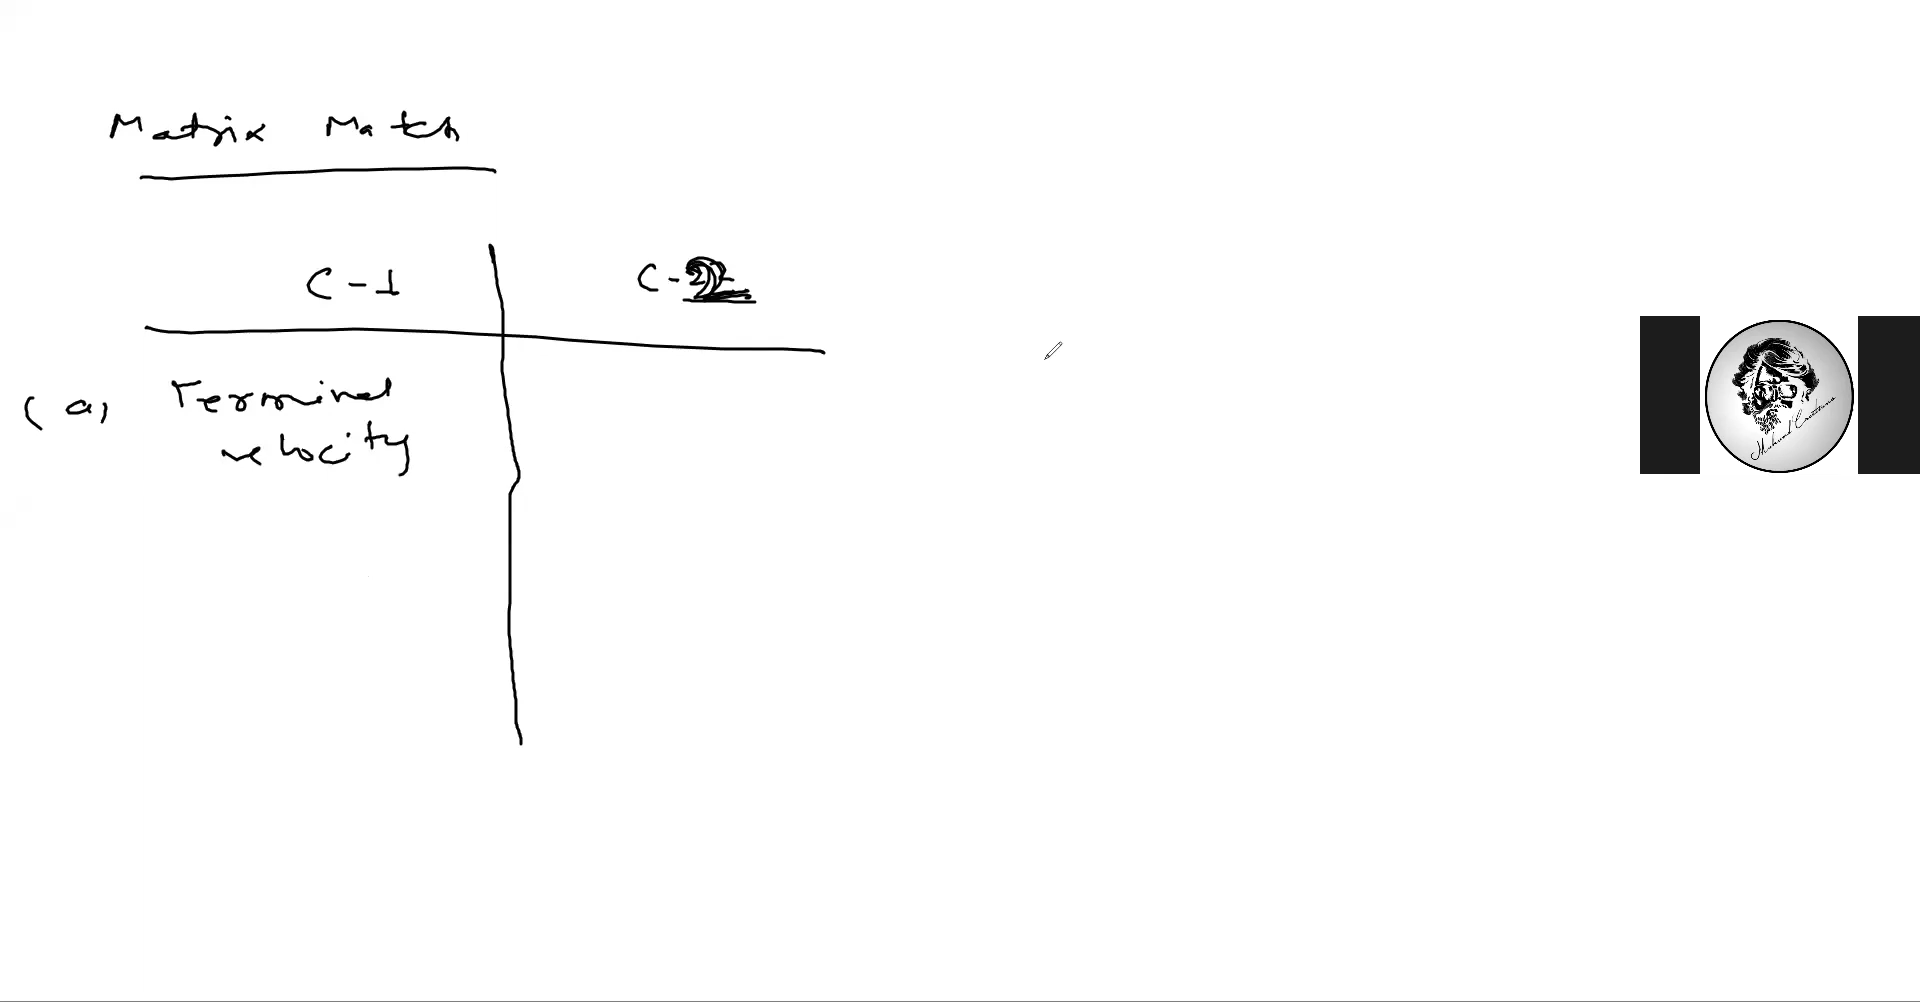 Matrix Match
C-1
C-2
(a) Terminal
velocity